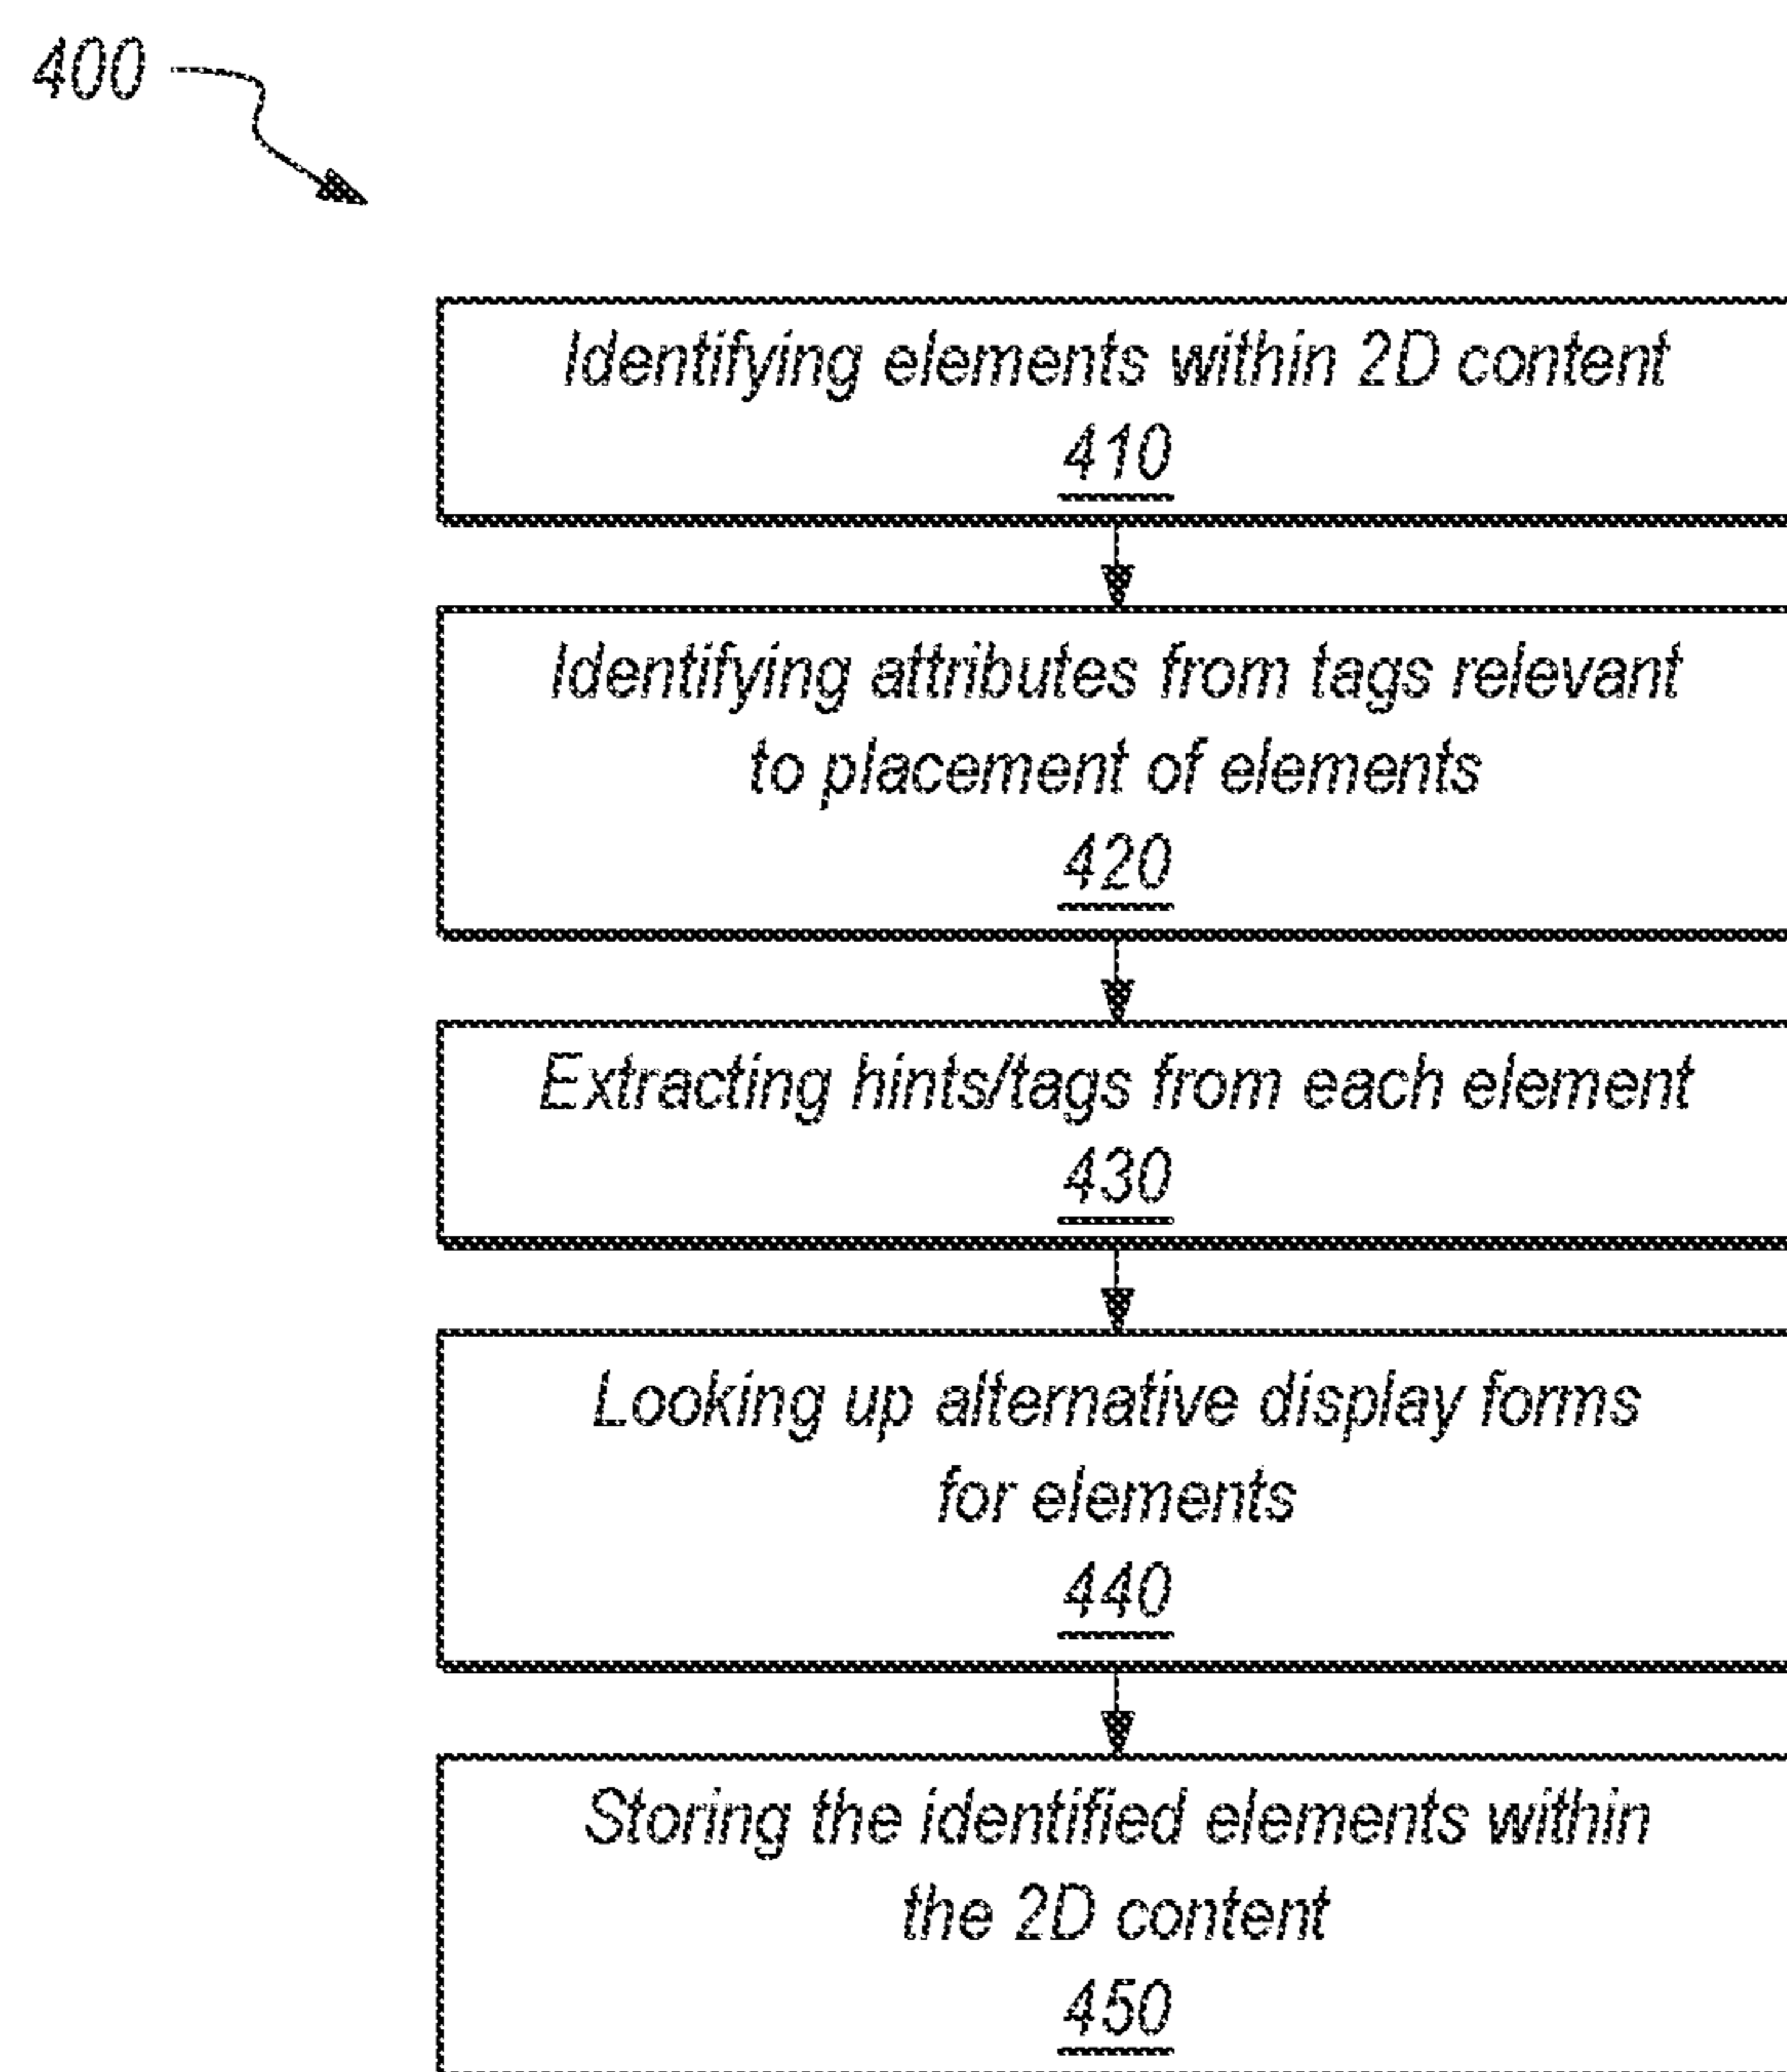 400
Identifying elements within 2D content
410
Identifying attributes from tags relevant
to placement of elements
420
Extracting hints/tags from each element
430
Looking up alternative display forms
for elements
440
Storing the identified elements within
the 2D content
450